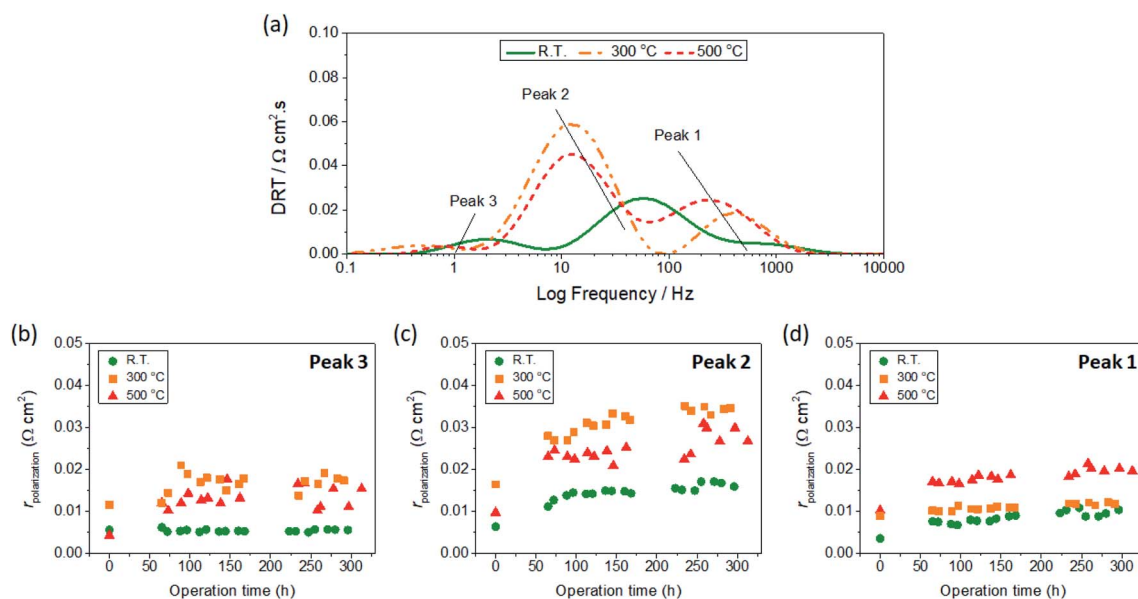 (a)
R.T. 300 °C 500 °C
DRT / Ω cm².s
0.10
0.08
0.06
0.04
0.02
0.00
Peak 2
Peak 1
Peak 3
0.1 1 10 100 1000 10000
Log Frequency / Hz
(b)
R.T.
300 °C
500 °C
Peak 3
r polarization (Ω cm²)
0.05
0.04
0.03
0.02
0.01
0.00
0 50 100 150 200 250 300
Operation time (h)
(c)
R.T.
300 °C
500 °C
Peak 2
r polarization (Ω cm²)
0.05
0.04
0.03
0.02
0.01
0.00
0 50 100 150 200 250 300
Operation time (h)
(d)
R.T.
300 °C
500 °C
Peak 1
r polarization (Ω cm²)
0.05
0.04
0.03
0.02
0.01
0.00
0 50 100 150 200 250 300
Operation time (h)